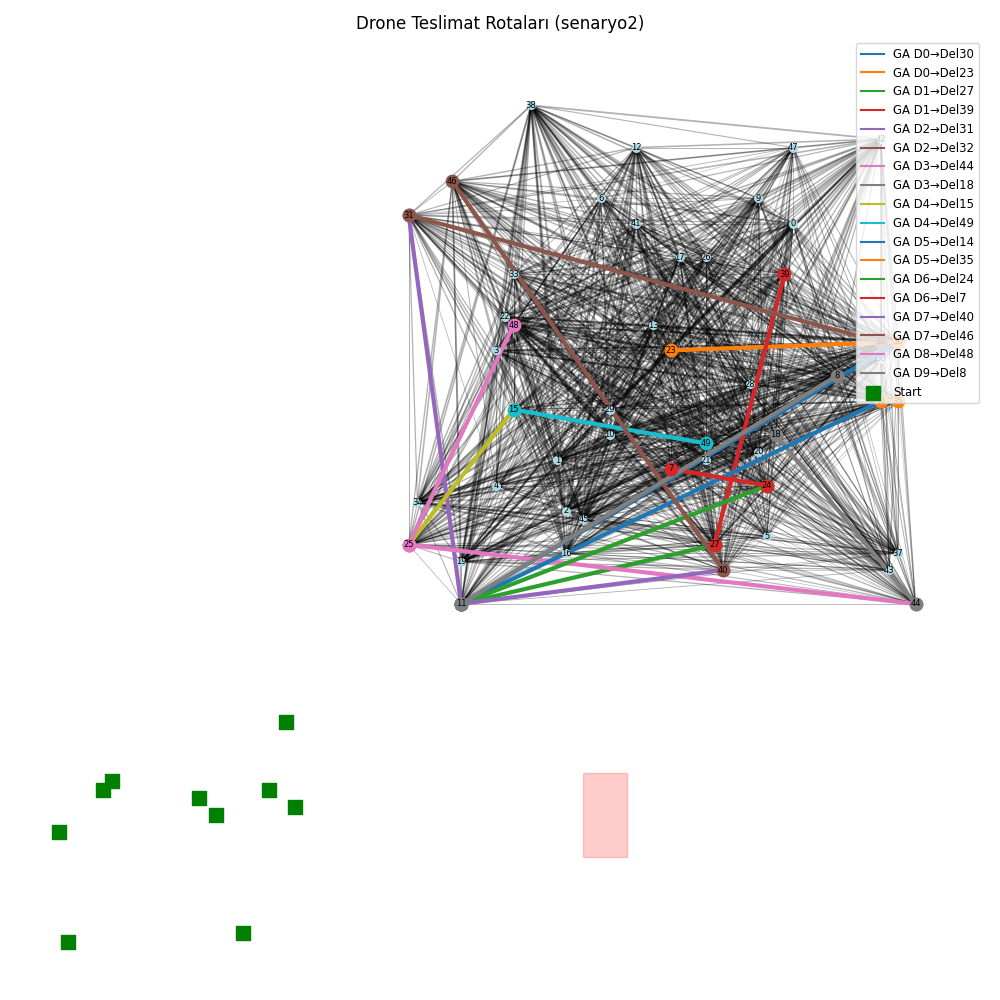 Drone Teslimat Rotaları (senaryo2)
GA D0→Del30
GA D0→Del23
GA D1→Del27
GA D1→Del39
GA D2→Del31
GA D2→Del32
GA D3→Del44
GA D3→Del18
GA D4→Del15
GA D4→Del49
GA D5→Del14
GA D5→Del35
GA D6→Del24
GA D6→Del7
GA D7→Del40
GA D7→Del46
GA D8→Del48
GA D9→Del8
Start
38
12
47
42
46
6
9
31
41
0
17
26
39
33
22
48
13
3
23
8
28
15
29
10
18
49
20
1
21
7
4
24
34
2
45
5
25
27
16
37
19
40
43
11
44